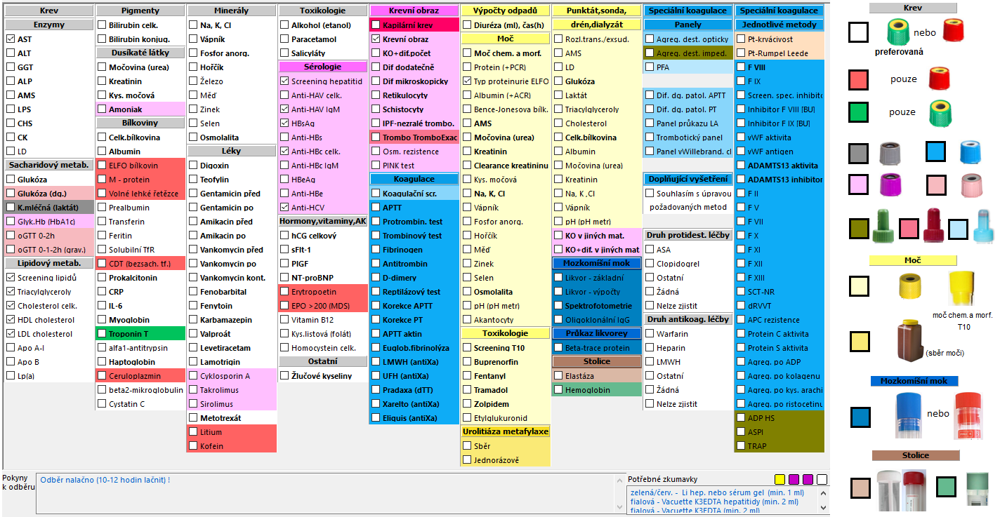 Krev
Enzymy
AST
ALT
GGT
ALP
AMS
LPS
CHS
CK
LD
Sacharidový metab.
Glukóza
Glukóza (dg.)
K.mléčná (laktát)
Glyk.Hb (HbA1c)
oGTT 0-2h
oGTT 0-1-2h (grav.)
Lipidový metab.
Screening lipidů
Triacylglyceroly
Cholesterol celk.
HDL cholesterol
LDL cholesterol
Apo A-I
Apo B
Lp(a)
Pigmenty
Bilirubin celk.
Bilirubin konjug.
Dusíkaté látky
Močovina (urea)
Kreatinin
Kys. močová
Amoniak
Bílkoviny
Celk.bílkovina
Albumin
ELFO bílkovin
M - protein
Volné lehké řetězce
Prealbumin
Transferin
Feritin
Solubilní TfR
CDT (bezsach. tf.)
Prokalcitonin
CRP
IL-6
Myoglobin
Troponin T
alfa1-antitrypsin
Haptoglobin
Ceruloplazmin
beta2-mikroglobulin
Cystatin C
Minerály
Na, K, Cl
Vápník
Fosfor anorg.
Hořčík
Železo
Měď
Zinek
Selen
Osmolalita
Léky
Digoxin
Teofylin
Gentamicin před
Gentamicin po
Amikacin před
Amikacin po
Vankomycin před
Vankomycin po
Vankomycin kont.
Fenobarbital
Fenytoin
Karbamazepin
Valproát
Levetiracetam
Lamotrigin
Cyklosporin A
Takrolimus
Sirolimus
Metotrexát
Litium
Kofein
Toxikologie
Alkohol (etanol)
Paracetamol
Salicyláty
Sérologie
Screening hepatitid
Anti-HAV celk.
Anti-HAV IgM
HBsAg
Anti-HBs
Anti-HBc celk.
Anti-HBc IgM
HBeAg
Anti-HBe
Anti-HCV
Hormony,vitaminy,AK
hCG celkový
sFlt-1
PlGF
NT-proBNP
Erytropoetin
EPO >200 (MDS)
Vitamin B12
Kys.listová (folát)
Homocystein celk.
Ostatní
Žlučové kyseliny
Krevní obraz
Kapilární krev
Krevní obraz
KO+dif.počet
Dif dodatečně
Dif mikroskopicky
Retikulocyty
Schistocyty
IPF-nezralé trombo.
Trombo TromboExac
Osm. rezistence
PINK test
Koagulace
Koagulační scr.
APTT
Protrombin. test
Trombinový test
Fibrinogen
Antitrombin
D-dimery
Reptilázový test
Korekce APTT
Korekce PT
APTT aktin
Euglob.fibrinolýza
LMWH (antiXa)
UFH (antiXa)
Pradaxa (dTT)
Xarelto (antiXa)
Eliquis (antiXa)
Výpočty odpadů
Diuréza (ml), čas(h)
Moč
Moč chem. a morf.
Protein (+PCR)
Typ proteinurie ELFO
Albumin (+ACR)
Bence-Jonesova bílk.
AMS
Močovina (urea)
Kreatinin
Clearance kreatininu
Kys. močová
Na, K, Cl
Vápník
Fosfor anorg.
Hořčík
Měď
Zinek
Selen
Osmolalita
pH (pH metr)
Akantocyty
Toxikologie
Screening T10
Buprenorfin
Fentanyl
Tramadol
Zolpidem
Etylglukuronid
Urolitiáza metafylaxe
Sběr
Jednorázově
Punktát,sonda,
drén,dialyzát
Rozl.trans./exsud.
AMS
LD
Glukóza
Laktát
Triacylglyceroly
Cholesterol
Celk.bílkovina
Albumin
Močovina (urea)
Kreatinin
Na, K ,Cl
Vápník
pH (pH metr)
KO v jiných mat.
KO+dif. v jiných mat
Mozkomíšní mok
Likvor - základní
Likvor - výpočty
Spektrofotometrie
Oligoklonální IgG
Průkaz likvorey
Beta-trace protein
Stolice
Elastáza
Hemoglobin
Speciální koagulace
Panely
Agreg. dest. opticky
Agreg. dest. imped.
PFA
Dif. dg. patol. APTT
Dif. dg. patol. PT
Panel průkazu LA
Trombotický panel
Panel vWillebrand. cl
Doplňující vyšetření
Souhlasím s úpravou
požadovaných metod
Druh protidest. léčby
ASA
Clopidogrel
Ostatní
Žádná
Nelze zjistit
Druh antikoag. léčby
Warfarin
Heparin
LMWH
Ostatní
Žádná
Nelze zjistit
Speciální koagulace
Jednotlivé metody
Pt-krvácivost
Pt-Rumpel Leede
F VIII
F IX
Screen. spec. inhibito
Inhibitor F VIII [BU]
Inhibitor F IX [BU]
vWF aktivita
vWF antigen
ADAMTS13 aktivita
ADAMTS13 inhibitor
F II
F V
F VII
F X
F XI
F XII
F XIII
SCT-NR
dRVVT
APC rezistence
Protein C aktivita
Protein S aktivita
Agreg. po ADP
Agreg. po kolagenu
Agreg. po kys. arachi
Agreg. po ristocetinu
ADP HS
ASPI
TRAP
Krev
nebo
preferovaná
pouze
pouze
Moč
moč chem. a morf.
T10
(sběr moči)
Mozkomíšní mok
nebo
Stolice
Pokyny
k odběru
Odběr nalačno (10-12 hodin lačnit) !
Potřebné zkumavky
zelená/červ. - Li hep. nebo sérum gel (min. 1 ml)
fialová - Vacuette K3EDTA hepatitidy (min. 2 ml)
fialová - Vacuette K3EDTA (min. 2 ml)